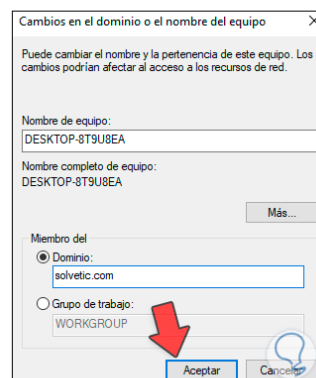 Cambios en el dominio o el nombre del equipo
Puede cambiar el nombre y la pertenencia de este equipo. Los
cambios podrían afectar al acceso a los recursos de red.
Nombre de equipo:
DESKTOP-8T9U8EA
Nombre completo de equipo:
DESKTOP-8T9U8EA
Más...
Miembro del
Dominio:
solvetic.com
Grupo de trabajo:
WORKGROUP
Aceptar
Cancelar